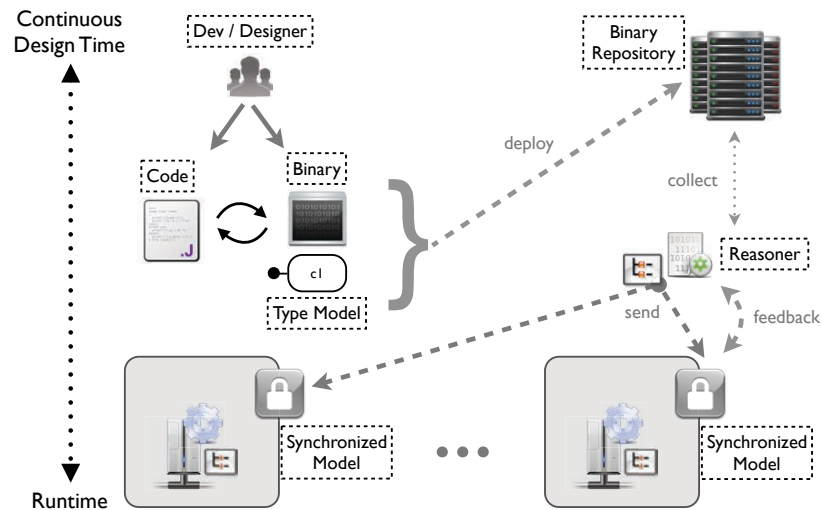 Continuous
Design Time
Dev / Designer
Binary
Repository
deploy
Code
Binary
collect
.J
0101010101
c1
Type Model
Reasoner
send
feedback
Synchronized
Model
Synchronized
Model
Runtime